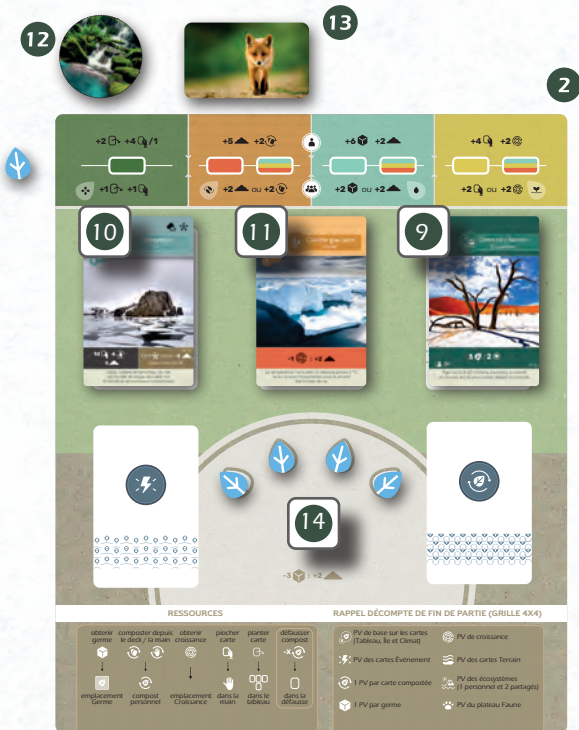 12
13
2
+2 +4 /1
+5 +2
+6 +2
+4 +2
+1 +1
+2 ou +2
+2 ou +2
+2 ou +2
10
11
9
-1 : +2
3 / 2
14
-3 : +2
RESSOURCES
obtenir germe
composter depuis le deck / la main
obtenir croissance
piocher carte
planter carte
défausser compost
-X
emplacement Germe
compost personnel
emplacement Croissance
dans la main
dans le tableau
dans la défausse
RAPPEL DÉCOMPTE DE FIN DE PARTIE (GRILLE 4X4)
PV de base sur les cartes (Tableau, Île et Climat)
PV des cartes Événement
1 PV par carte compostée
1 PV par germe
PV de croissance
PV des cartes Terrain
PV des écosystèmes (1 personnel et 2 partagés)
PV du plateau Faune